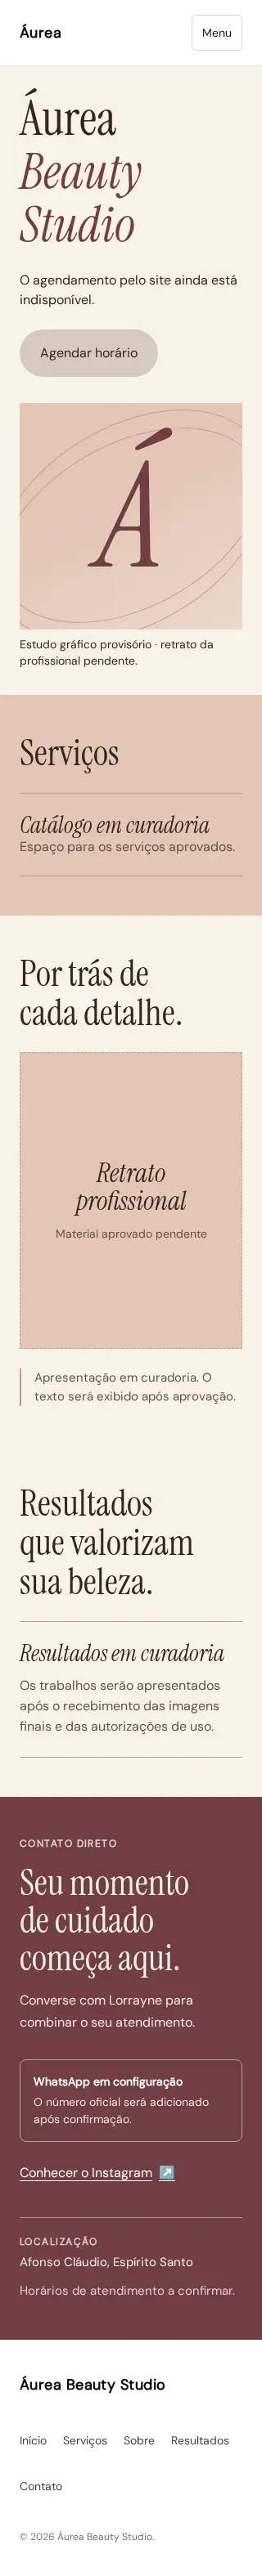 Áurea
Menu
Áurea
Beauty
Studio
O agendamento pelo site ainda está
indisponível.
Agendar horário
Á
Estudo gráfico provisório · retrato da
profissional pendente.
Serviços
Catálogo em curadoria
Espaço para os serviços aprovados.
Por trás de
cada detalhe.
Retrato
profissional
Material aprovado pendente
Apresentação em curadoria. O
texto será exibido após aprovação.
Resultados
que valorizam
sua beleza.
Resultados em curadoria
Os trabalhos serão apresentados
após o recebimento das imagens
finais e das autorizações de uso.
CONTATO DIRETO
Seu momento
de cuidado
começa aqui.
Converse com Lorrayne para
combinar o seu atendimento.
WhatsApp em configuração
O número oficial será adicionado
após confirmação.
Conhecer o Instagram ↗
LOCALIZAÇÃO
Afonso Cláudio, Espírito Santo
Horários de atendimento a confirmar.
Áurea Beauty Studio
Início Serviços Sobre Resultados
Contato
© 2026 Áurea Beauty Studio.